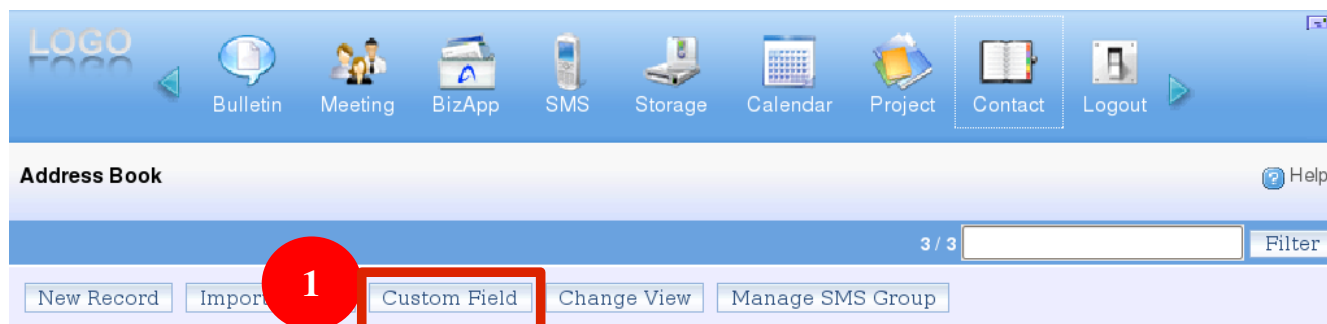 LOGO
Bulletin Meeting BizApp SMS Storage Calendar Project Contact Logout
Address Book Help
3 / 3 Filter
New Record 1 Custom Field Change View Manage SMS Group